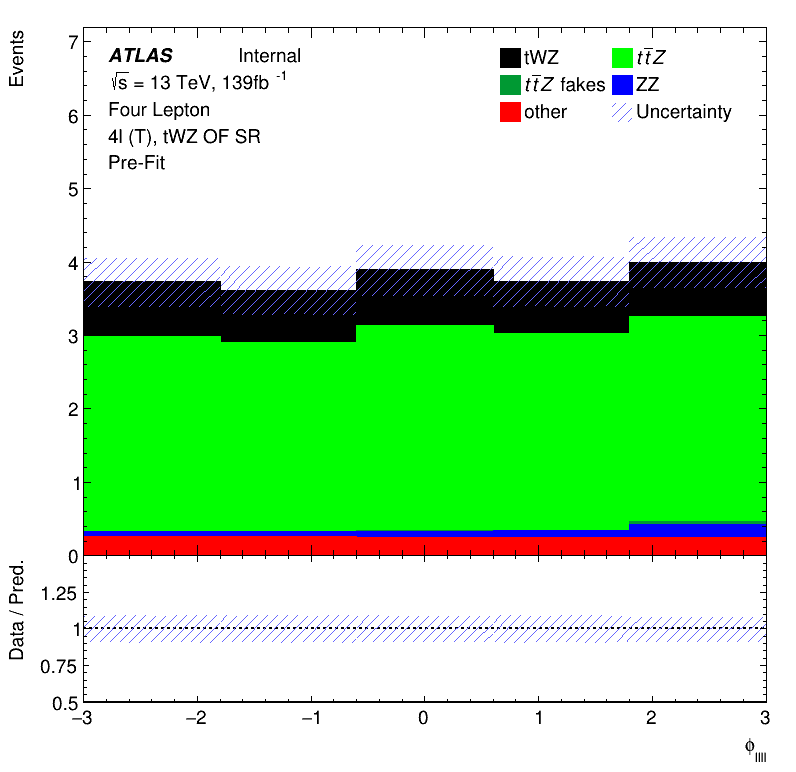 Events
7
6
5
4
3
2
1
0
ATLAS Internal
√s = 13 TeV, 139fb⁻¹
Four Lepton
4l (T), tWZ OF SR
Pre-Fit
tWZ
tt̄Z
tt̄Z fakes
ZZ
other
Uncertainty
Data / Pred.
1.25
1
0.75
0.5
−3 −2 −1 0 1 2 3
ϕllll